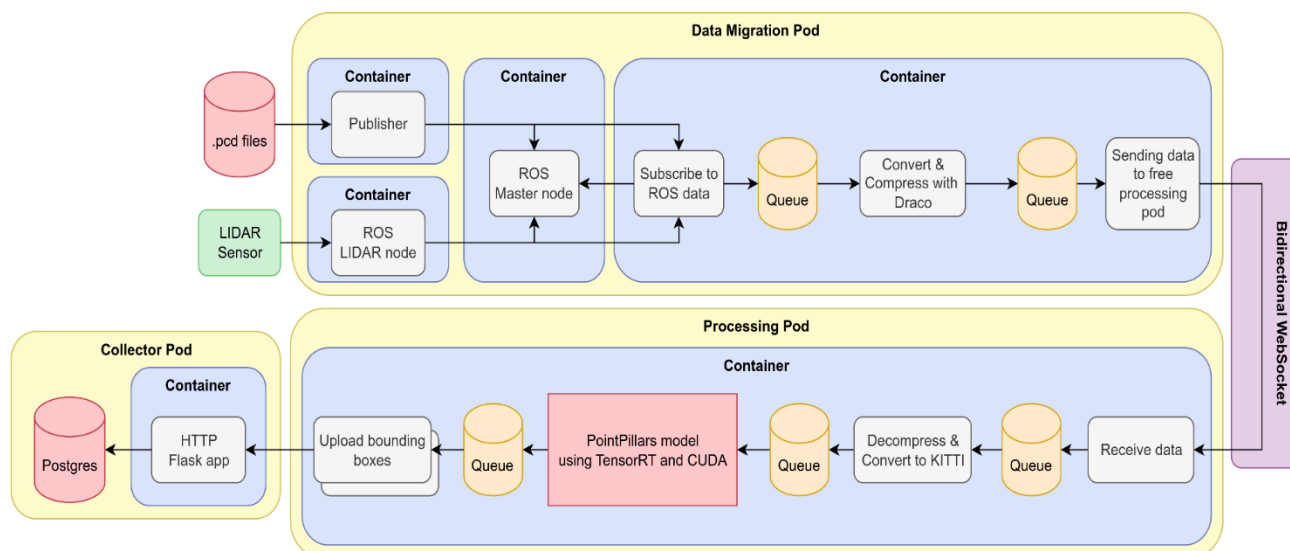 Data Migration Pod
Container
Container
Container
.pcd files
Publisher
ROS
Master node
Subscribe to
ROS data
Queue
Convert &
Compress with
Draco
Queue
Sending data
to free
processing
pod
Container
LIDAR
Sensor
ROS
LIDAR node
Bidirectional WebSocket
Processing Pod
Collector Pod
Container
Container
Postgres
HTTP
Flask app
Upload bounding
boxes
Queue
PointPillars model
using TensorRT and CUDA
Queue
Decompress &
Convert to KITTI
Queue
Receive data